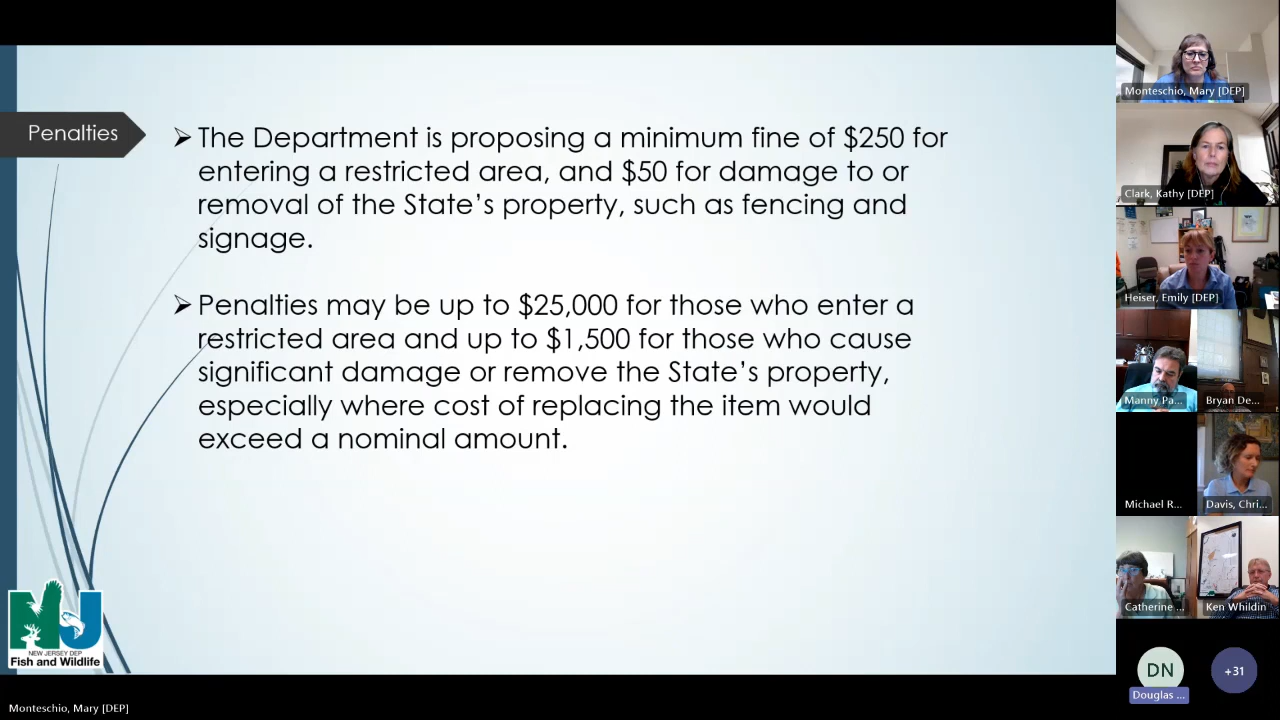 Penalties
The Department is proposing a minimum fine of $250 for
entering a restricted area, and $50 for damage to or
removal of the State's property, such as fencing and
signage.
Penalties may be up to $25,000 for those who enter a
restricted area and up to $1,500 for those who cause
significant damage or remove the State's property,
especially where cost of replacing the item would
exceed a nominal amount.
NJ
NEW JERSEY DEP
Fish and Wildlife
Monteschio, Mary [DEP]
Monteschio, Mary [DEP]
Clark, Kathy [DEP]
Heiser, Emily [DEP]
Manny Pa...
Bryan De...
Michael R...
Davis, Chri...
Catherine ...
Ken Whildin
DN
Douglas ...
+31